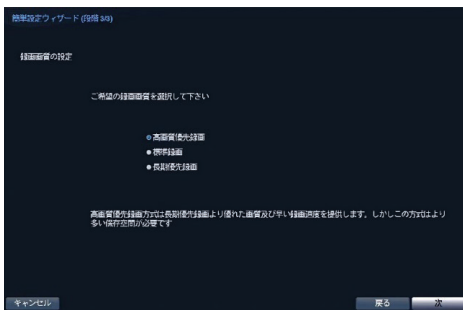 簡単設定ウィザード (段階 3/3)
録画画質の設定
ご希望の録画画質を選択して下さい
高画質優先録画
標準録画
長期優先録画
高画質優先録画方式は長期優先録画より優れた画質及び早い録画速度を提供します。しかしこの方式はより
多い保存空間が必要です
キャンセル
戻る
次